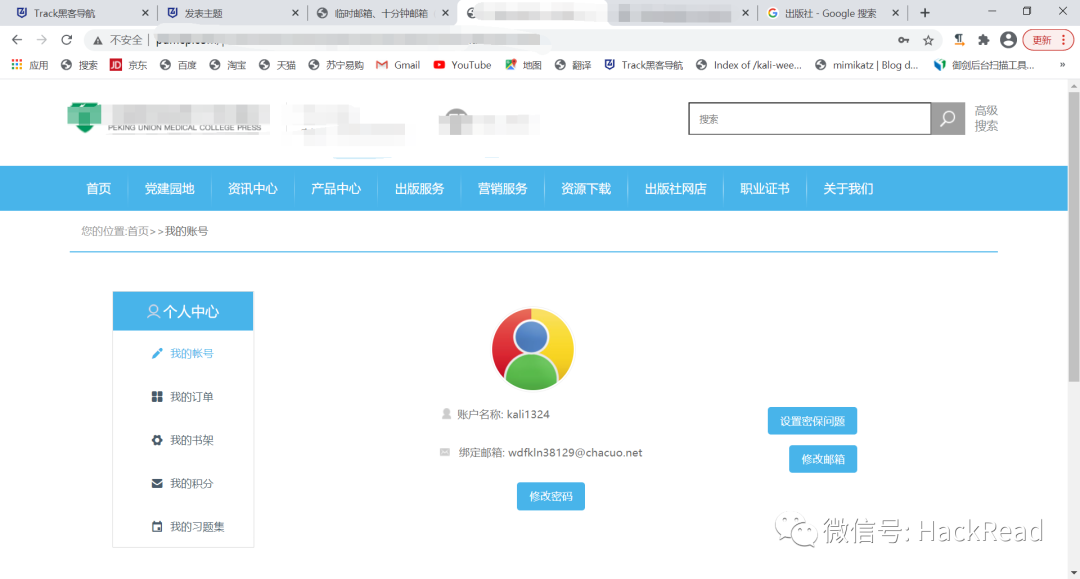 Track黑客导航
发表主题
临时邮箱、十分钟邮箱
出版社 - Google 搜索
不安全
更新
应用
搜索
京东
百度
淘宝
天猫
苏宁易购
Gmail
YouTube
地图
翻译
Track黑客导航
Index of /kali-wee...
mimikatz | Blog d...
御剑后台扫描工具...
»
PEKING UNION MEDICAL COLLEGE PRESS
搜索
高级
搜索
首页
党建园地
资讯中心
产品中心
出版服务
营销服务
资源下载
出版社网店
职业证书
关于我们
您的位置:首页>>我的账号
个人中心
我的帐号
我的订单
我的书架
我的积分
我的习题集
账户名称: kali1324
设置密保问题
绑定邮箱: wdfkln38129@chacuo.net
修改邮箱
修改密码
微信号: HackRead